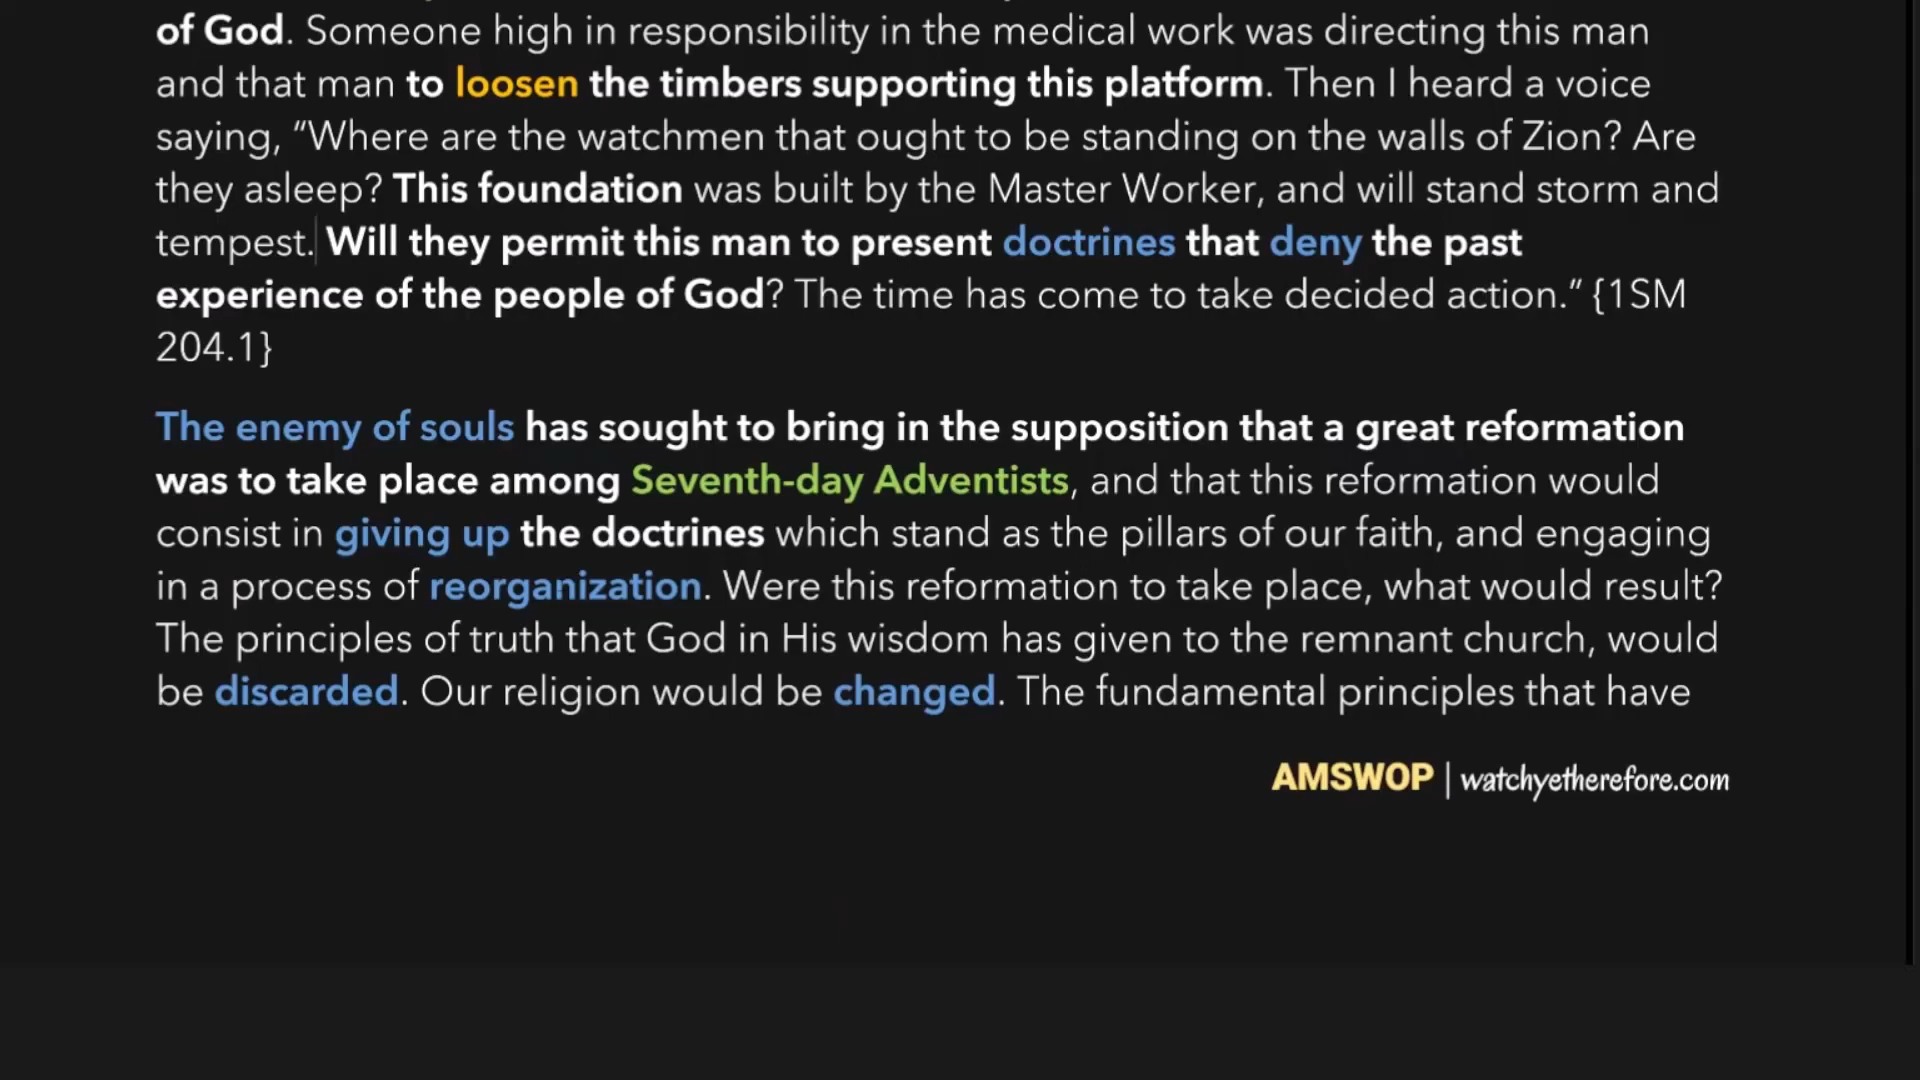 of God. Someone high in responsibility in the medical work was directing this man
and that man to loosen the timbers supporting this platform. Then I heard a voice
saying, “Where are the watchmen that ought to be standing on the walls of Zion? Are
they asleep? This foundation was built by the Master Worker, and will stand storm and
tempest. Will they permit this man to present doctrines that deny the past
experience of the people of God? The time has come to take decided action.” {1SM
204.1}
The enemy of souls has sought to bring in the supposition that a great reformation
was to take place among Seventh-day Adventists, and that this reformation would
consist in giving up the doctrines which stand as the pillars of our faith, and engaging
in a process of reorganization. Were this reformation to take place, what would result?
The principles of truth that God in His wisdom has given to the remnant church, would
be discarded. Our religion would be changed. The fundamental principles that have
AMSWOP | watchyetherefore.com